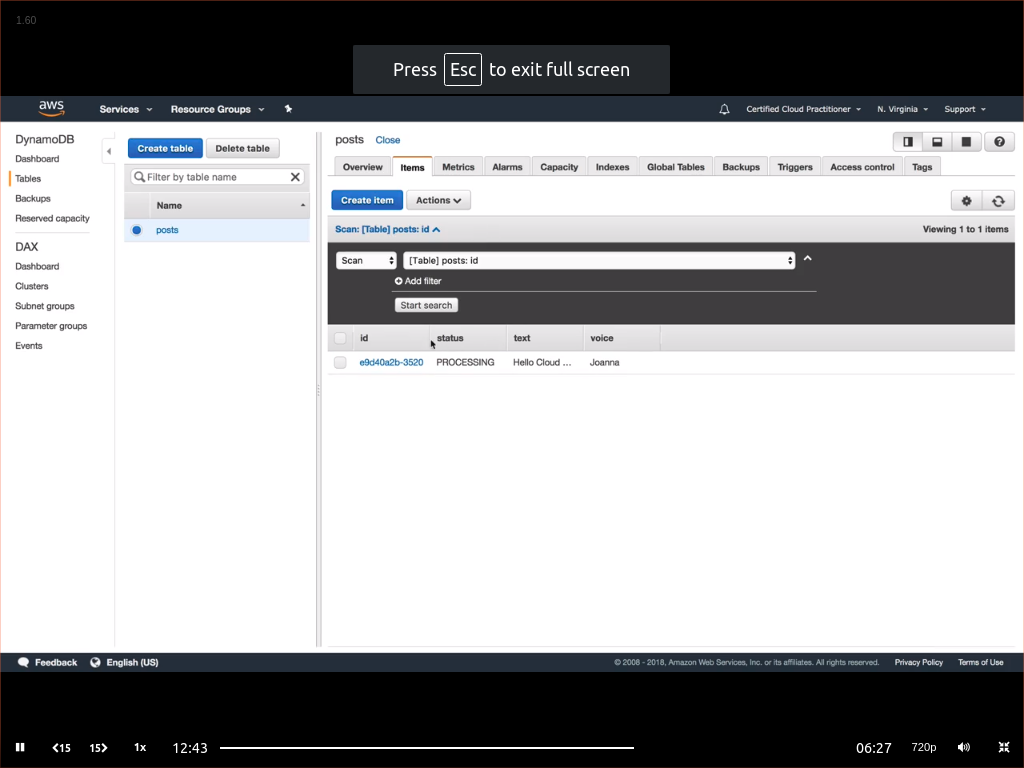 1.60
Press Esc to exit full screen
aws
Services
Resource Groups
Certified Cloud Practitioner
N. Virginia
Support
DynamoDB
Dashboard
Tables
Backups
Reserved capacity
DAX
Dashboard
Clusters
Subnet groups
Parameter groups
Events
Create table
Delete table
Filter by table name
Name
posts
posts
Close
Overview
Items
Metrics
Alarms
Capacity
Indexes
Global Tables
Backups
Triggers
Access control
Tags
Create item
Actions
Scan: [Table] posts: id
Viewing 1 to 1 items
Scan
[Table] posts: id
Add filter
Start search
id status text voice
e9d40a2b-3520 PROCESSING Hello Cloud ... Joanna
Feedback
English (US)
© 2008 - 2018, Amazon Web Services, Inc. or its affiliates. All rights reserved.
Privacy Policy
Terms of Use
15
15
1x
12:43
06:27
720p